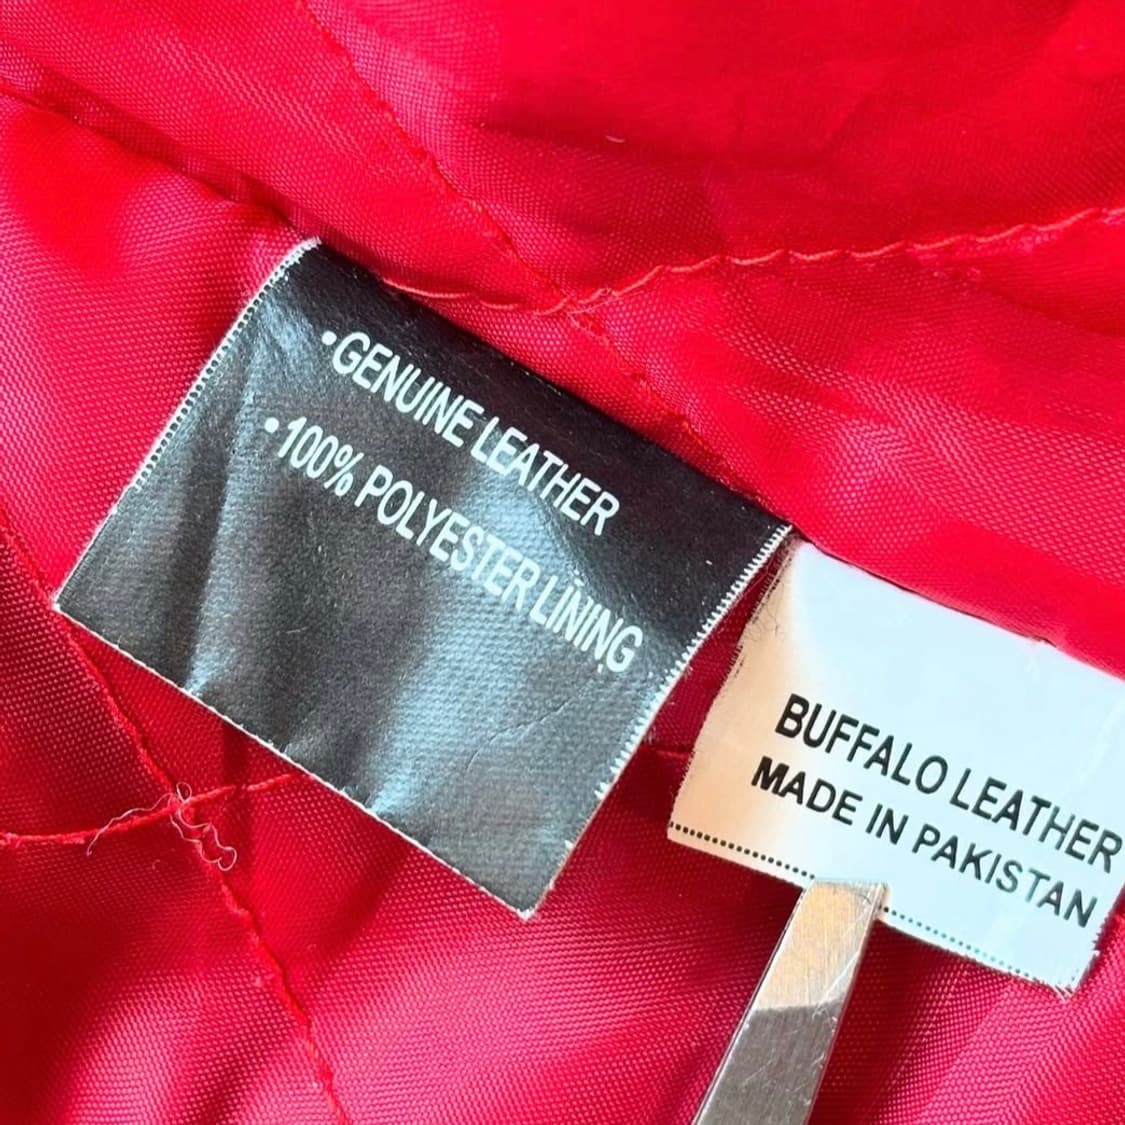 •GENUINE LEATHER
•100% POLYESTER LINING
BUFFALO LEATHER
MADE IN PAKISTAN